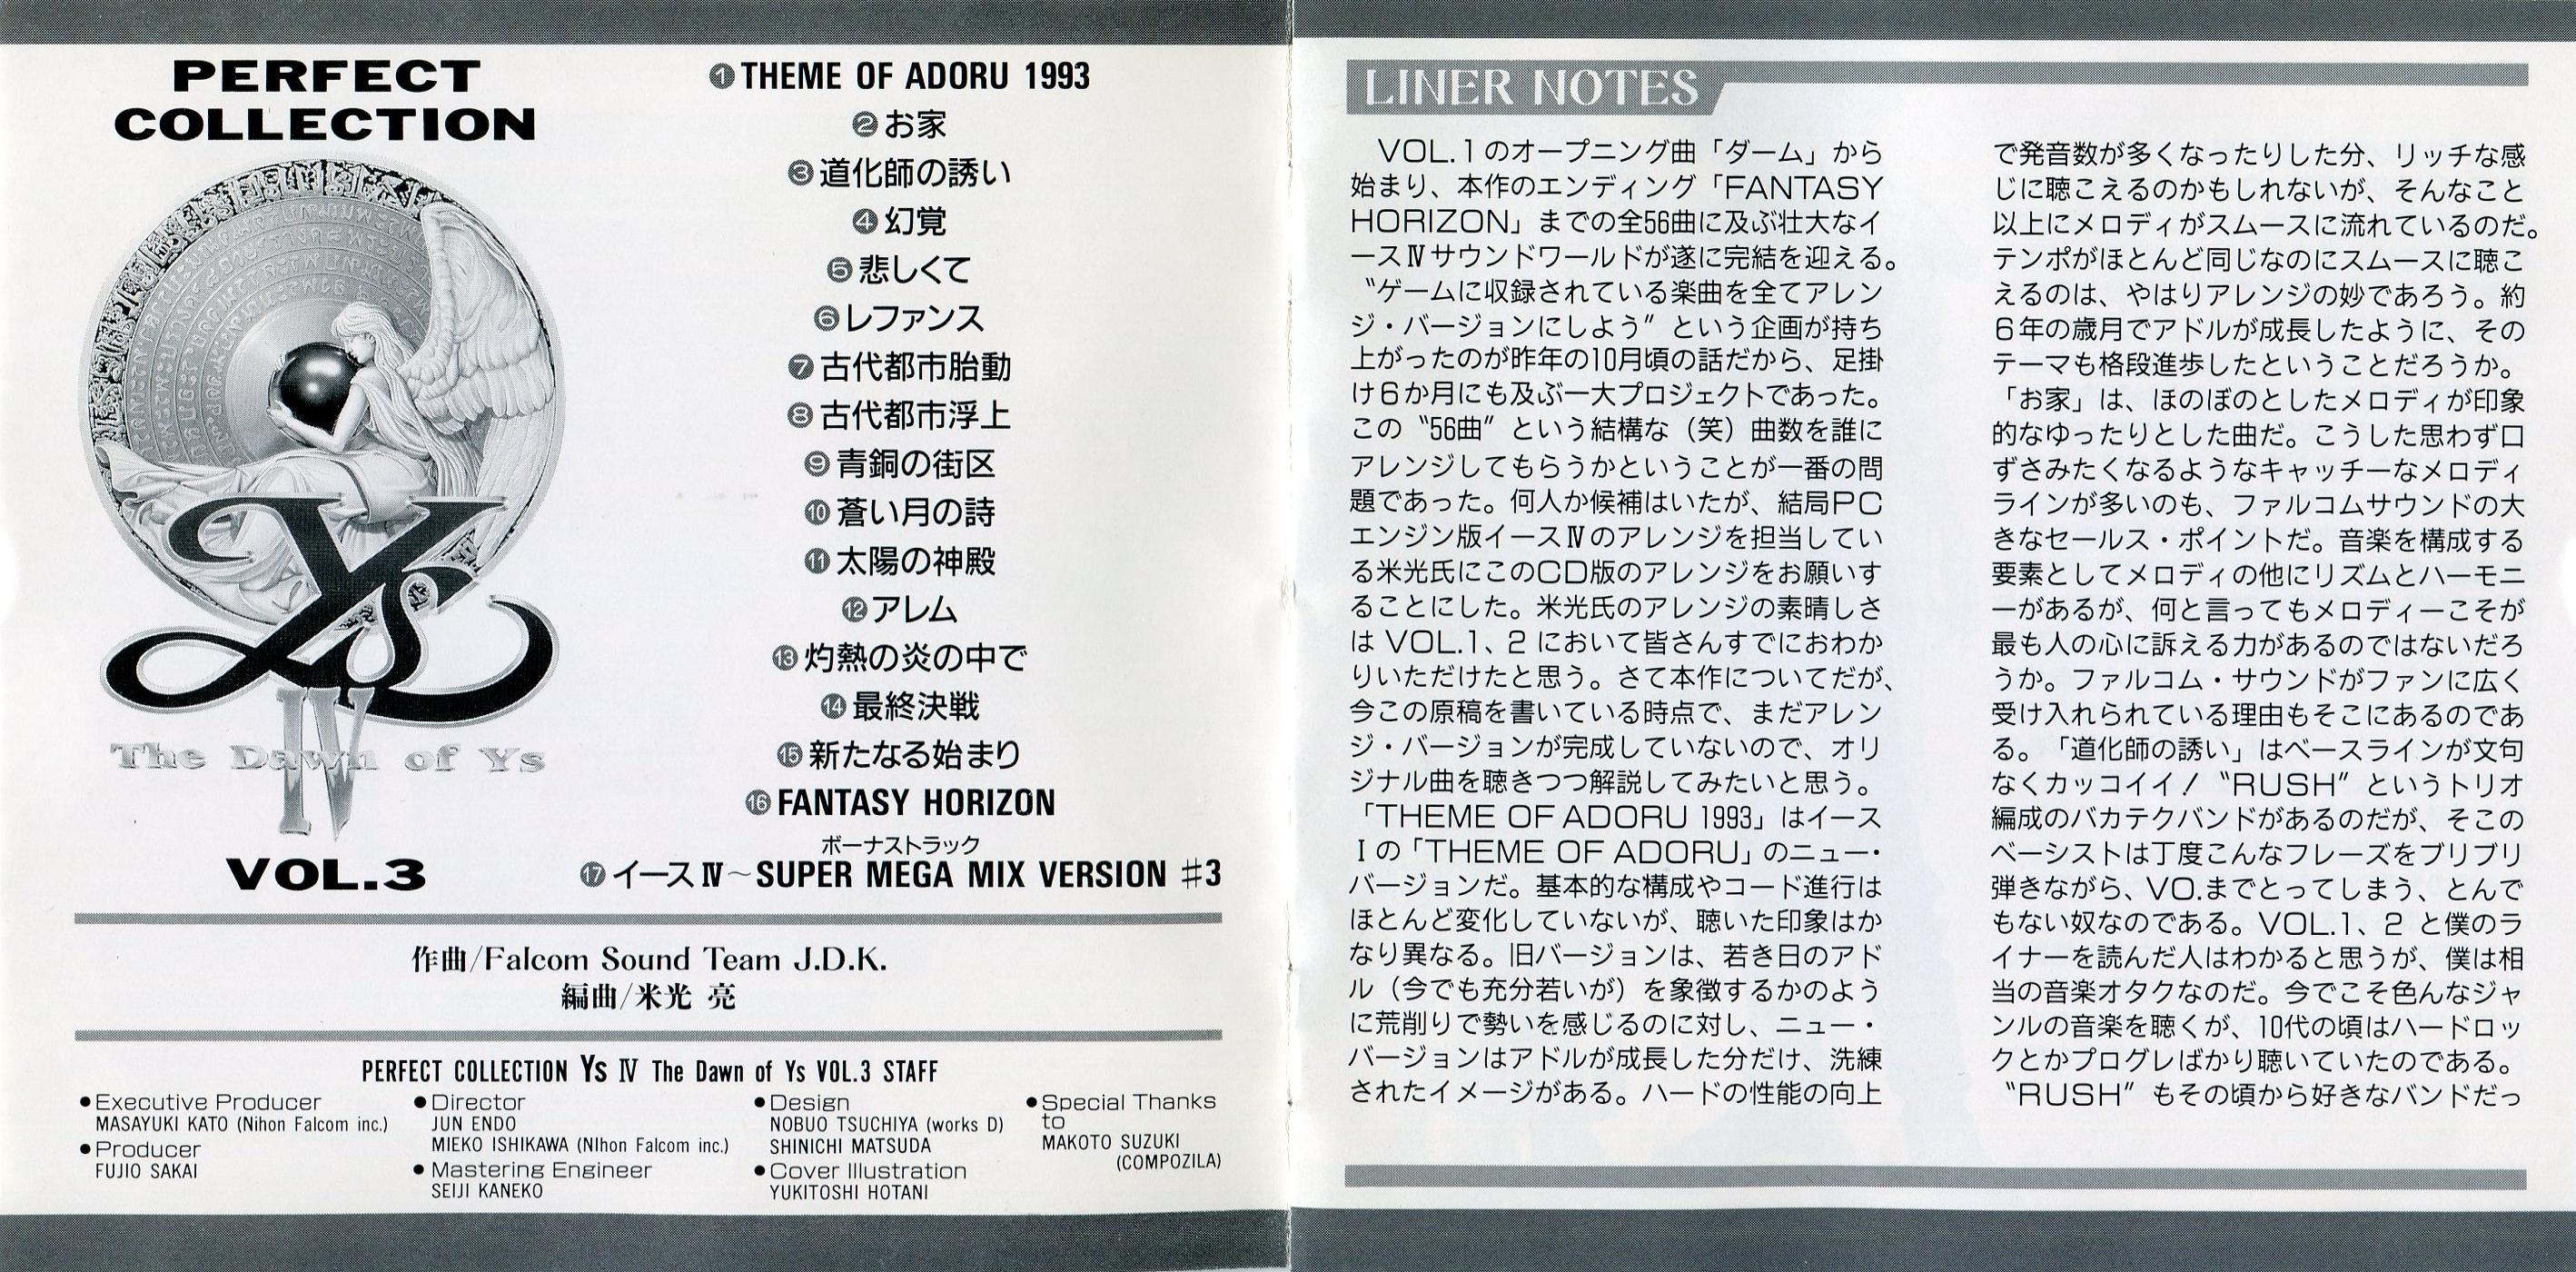 PERFECT
COLLECTION
Ys
IV
The Dawn of Ys
VOL.3
❶THEME OF ADORU 1993
❷お家
❸道化師の誘い
❹幻覚
❺悲しくて
❻レファンス
❼古代都市胎動
❽古代都市浮上
❾青銅の街区
❿蒼い月の詩
⓫太陽の神殿
⓬アレム
⓭灼熱の炎の中で
⓮最終決戦
⓯新たなる始まり
⓰FANTASY HORIZON
ボーナストラック
⓱イースⅣ～SUPER MEGA MIX VERSION ♯3
作曲/Falcom Sound Team J.D.K.
編曲/米光 亮
PERFECT COLLECTION Ys Ⅳ The Dawn of Ys VOL.3 STAFF
●Executive Producer
MASAYUKI KATO (Nihon Falcom inc.)
●Producer
FUJIO SAKAI
●Director
JUN ENDO
MIEKO ISHIKAWA (NIhon Falcom inc.)
●Mastering Engineer
SEIJI KANEKO
●Design
NOBUO TSUCHIYA (works D)
SHINICHI MATSUDA
●Cover Illustration
YUKITOSHI HOTANI
●Special Thanks
to
MAKOTO SUZUKI
(COMPOZILA)
LINER NOTES
VOL.1のオープニング曲「ダーム」から
始まり、本作のエンディング「FANTASY
HORIZON」までの全56曲に及ぶ壮大なイ
ースⅣサウンドワールドが遂に完結を迎える。
〝ゲームに収録されている楽曲を全てアレン
ジ・バージョンにしよう〞という企画が持ち
上がったのが昨年の10月頃の話だから、足掛
け6か月にも及ぶ一大プロジェクトであった。
この〝56曲〞という結構な（笑）曲数を誰に
アレンジしてもらうかということが一番の問
題であった。何人か候補はいたが、結局PC
エンジン版イースⅣのアレンジを担当してい
る米光氏にこのCD版のアレンジをお願いす
ることにした。米光氏のアレンジの素晴しさ
は VOL.1、2 において皆さんすでにおわか
りいただけたと思う。さて本作についてだが、
今この原稿を書いている時点で、まだアレン
ジ・バージョンが完成していないので、オリ
ジナル曲を聴きつつ解説してみたいと思う。
「THEME OF ADORU 1993」はイース
Ⅰの「THEME OF ADORU」のニュー・
バージョンだ。基本的な構成やコード進行は
ほとんど変化していないが、聴いた印象はか
なり異なる。旧バージョンは、若き日のアド
ル（今でも充分若いが）を象徴するかのよう
に荒削りで勢いを感じるのに対し、ニュー・
バージョンはアドルが成長した分だけ、洗練
されたイメージがある。ハードの性能の向上
で発音数が多くなったりした分、リッチな感
じに聴こえるのかもしれないが、そんなこと
以上にメロディがスムースに流れているのだ。
テンポがほとんど同じなのにスムースに聴こ
えるのは、やはりアレンジの妙であろう。約
6年の歳月でアドルが成長したように、その
テーマも格段進歩したということだろうか。
「お家」は、ほのぼのとしたメロディが印象
的なゆったりとした曲だ。こうした思わず口
ずさみたくなるようなキャッチーなメロディ
ラインが多いのも、ファルコムサウンドの大
きなセールス・ポイントだ。音楽を構成する
要素としてメロディの他にリズムとハーモニ
ーがあるが、何と言ってもメロディーこそが
最も人の心に訴える力があるのではないだろ
うか。ファルコム・サウンドがファンに広く
受け入れられている理由もそこにあるのであ
る。「道化師の誘い」はベースラインが文句
なくカッコイイ！〝RUSH〞というトリオ
編成のバカテクバンドがあるのだが、そこの
ベーシストは丁度こんなフレーズをブリブリ
弾きながら、VO.までとってしまう、とんで
もない奴なのである。VOL.1、2 と僕のラ
イナーを読んだ人はわかると思うが、僕は相
当の音楽オタクなのだ。今でこそ色んなジャ
ンルの音楽を聴くが、10代の頃はハードロッ
クとかプログレばかり聴いていたのである。
〝RUSH〞もその頃から好きなバンドだっ